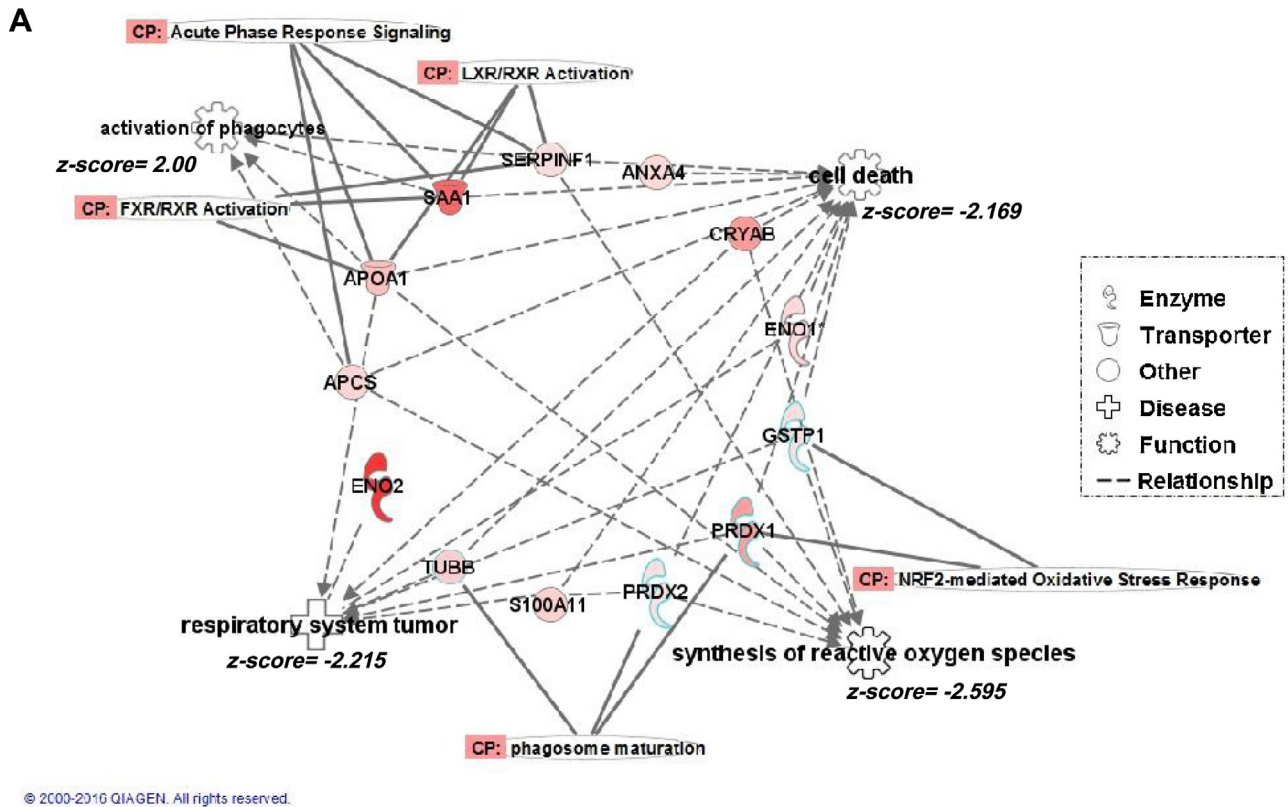 A
CP: Acute Phase Response Signaling
CP: LXR/RXR Activation
activation of phagocytes
z-score= 2.00
SERPINF1
ANXA4
cell death
z-score= -2.169
SAA1
CP: FXR/RXR Activation
CRYAB
APOA1
ENO1*
Enzyme
Transporter
Other
Disease
Function
Relationship
APCS
GSTP1
ENO2
PRDX1
TUBB
CP: NRF2-mediated Oxidative Stress Response
S100A11
PRDX2
respiratory system tumor
z-score= -2.215
synthesis of reactive oxygen species
z-score= -2.595
CP: phagosome maturation
© 2000-2016 QIAGEN. All rights reserved.